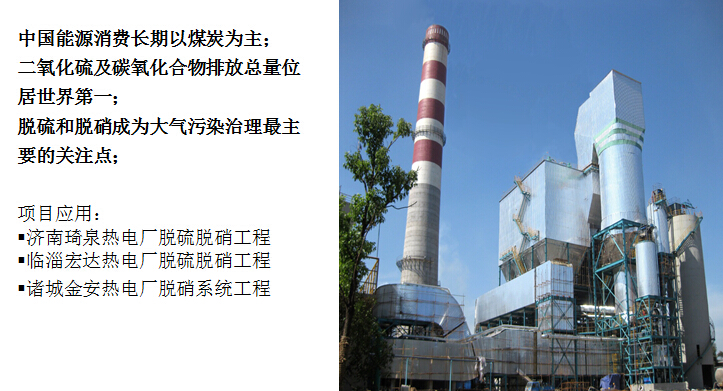 中国能源消费长期以煤炭为主；
二氧化硫及碳氧化合物排放总量位
居世界第一；
脱硫和脱硝成为大气污染治理最主
要的关注点；
项目应用：
▪济南琦泉热电厂脱硫脱硝工程
▪临淄宏达热电厂脱硫脱硝工程
▪诸城金安热电厂脱硝系统工程